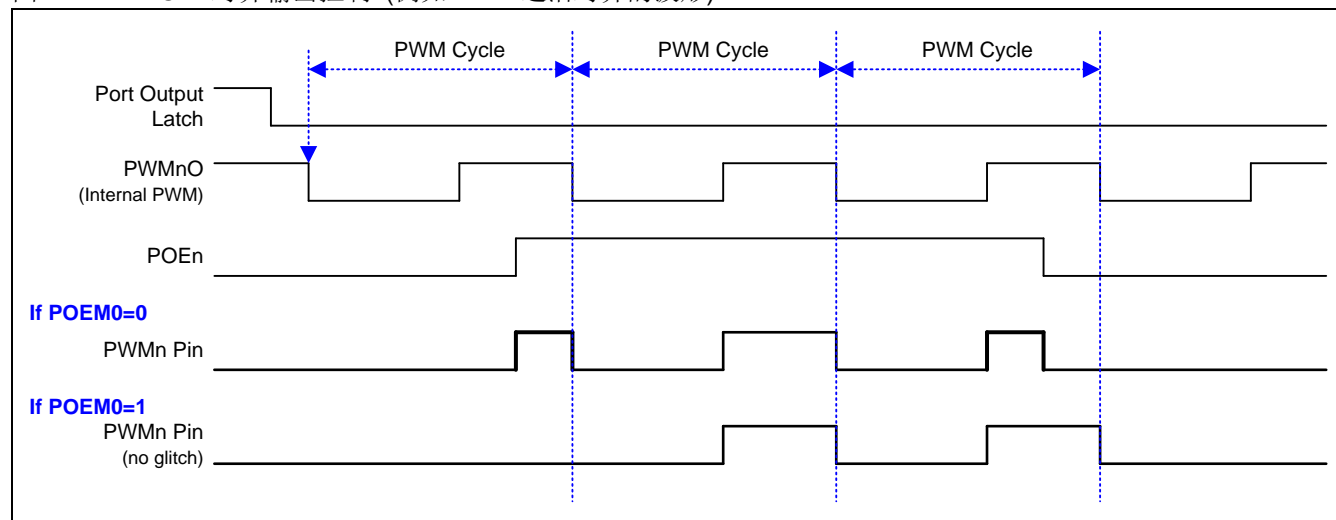 PWM Cycle PWM Cycle PWM Cycle
Port Output
Latch
PWMnO
(Internal PWM)
POEn
If POEM0=0
PWMn Pin
If POEM0=1
PWMn Pin
(no glitch)